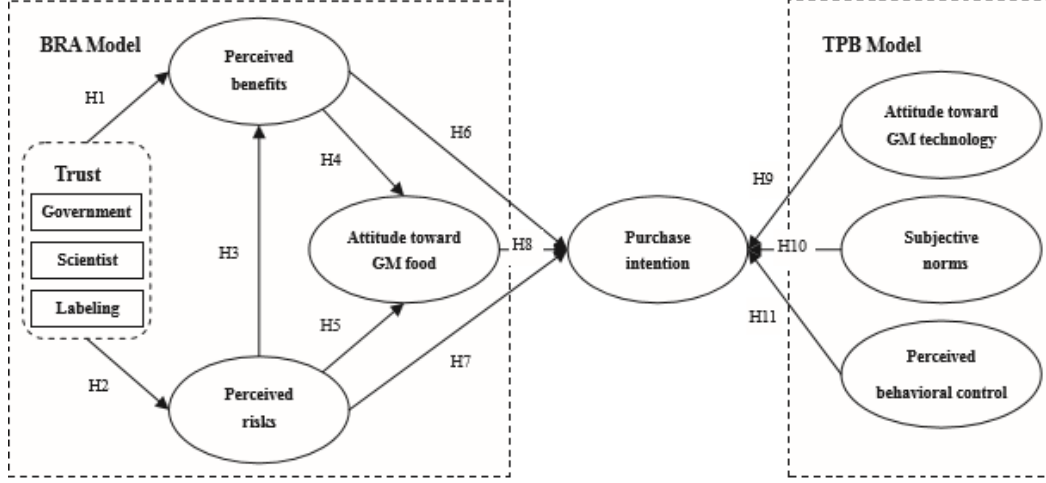 BRA Model
Perceived
benefits
H1
H6
H4
Trust
Government
Scientist
Labeling
H3
Attitude toward
GM food
H8
H5
H2
H7
Perceived
risks
Purchase
intention
TPB Model
Attitude toward
GM technology
H9
H10
Subjective
norms
H11
Perceived
behavioral control